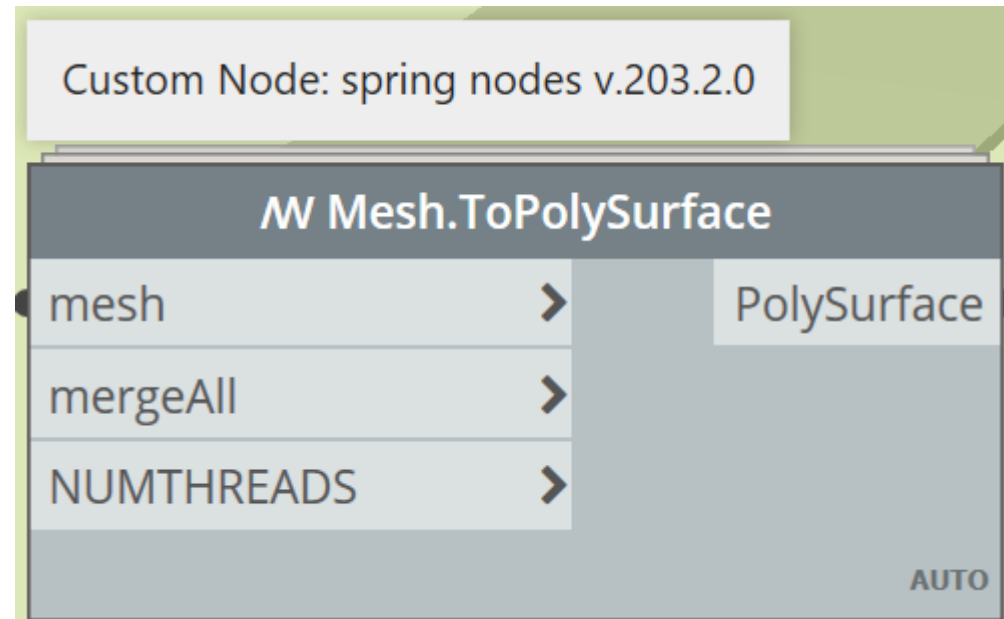 Custom Node: spring nodes v.203.2.0
/W Mesh.ToPolySurface
mesh
PolySurface
mergeAll
NUMTHREADS
AUTO